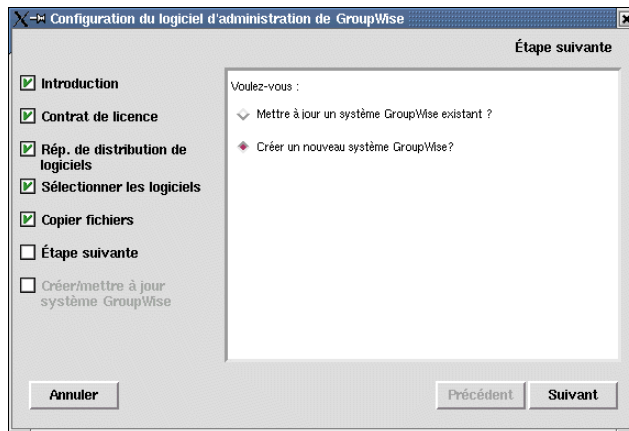 Configuration du logiciel d'administration de GroupWise
Étape suivante
Introduction
Contrat de licence
Rép. de distribution de
logiciels
Sélectionner les logiciels
Copier fichiers
Étape suivante
Créer/mettre à jour
système GroupWise
Voulez-vous :
Mettre à jour un système GroupWise existant ?
Créer un nouveau système GroupWise?
Annuler
Précédent
Suivant